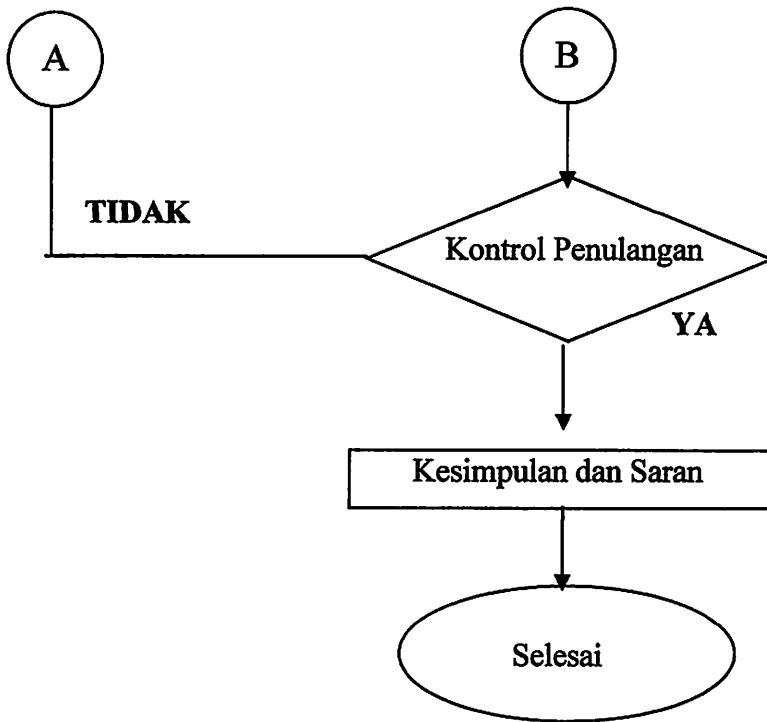 A
B
TIDAK
Kontrol Penulangan
YA
Kesimpulan dan Saran
Selesai